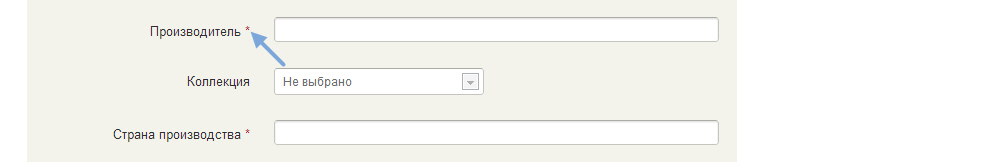 Производитель *
Коллекция Не выбрано
Страна производства *